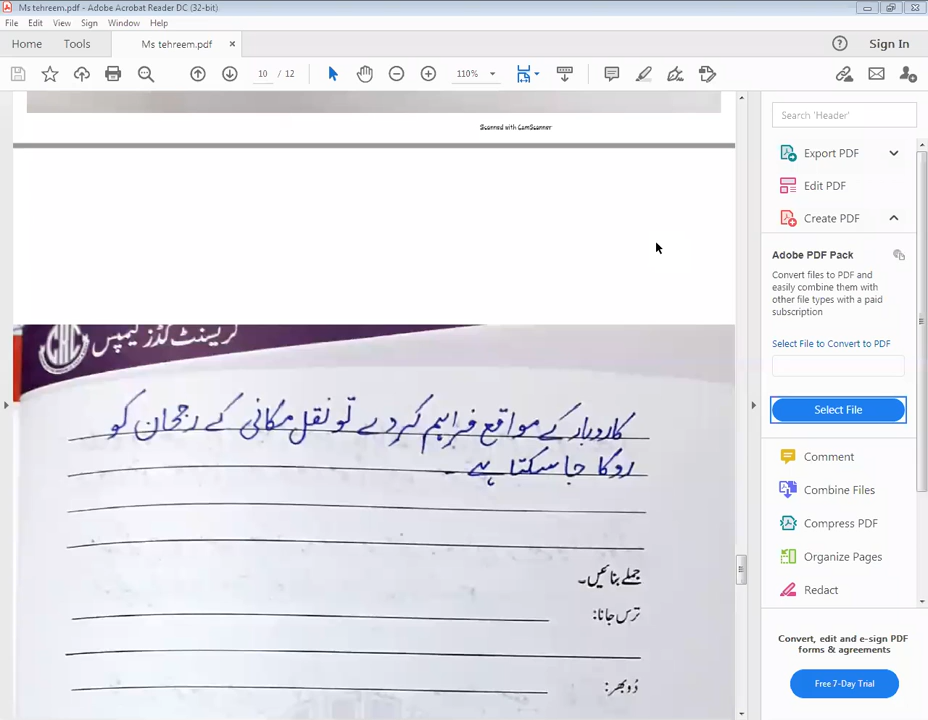 Ms tehreem.pdf - Adobe Acrobat Reader DC (32-bit)
File Edit View Sign Window Help
Home Tools Ms tehreem.pdf × Sign In
10 / 12 110%
Search 'Header'
Scanned with CamScanner
Export PDF
Edit PDF
Create PDF
Adobe PDF Pack
Convert files to PDF and
easily combine them with
other file types with a paid
subscription
Select File to Convert to PDF
Select File
Comment
Combine Files
Compress PDF
Organize Pages
Redact
Convert, edit and e-sign PDF
forms & agreements
Free 7-Day Trial
کریسنٹ کڈز کیمپس
کاروبار کے مواقع فراہم کر دے تو نقل مکانی کے رجحان کو
روکا جا سکتا ہے ۔
جملے بنائیں۔
ترس جانا:
دُوبھر: